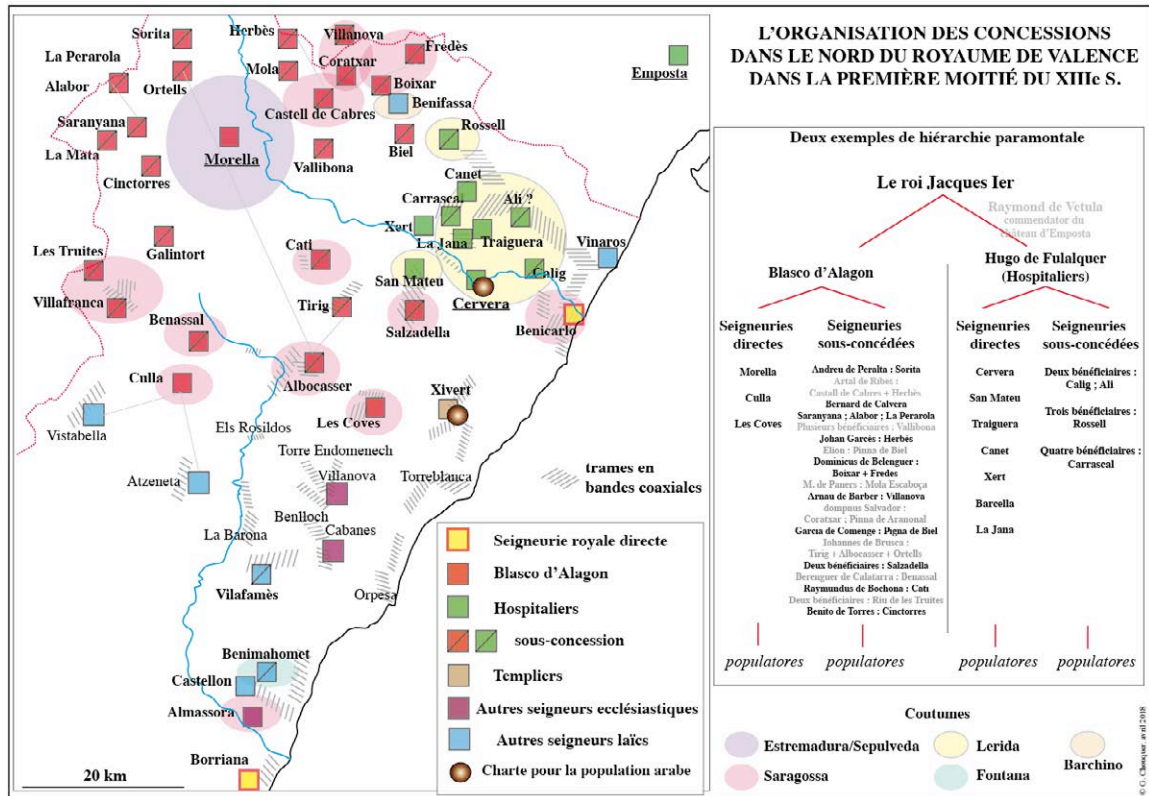 L'ORGANISATION DES CONCESSIONS
DANS LE NORD DU ROYAUME DE VALENCE
DANS LA PREMIÈRE MOITIÉ DU XIIIe S.
Sorita
Herbès
Villanova
Fredès
La Perarola
Alabor
Ortells
Mola
Coratxar
Boixar
Emposta
Castell de Cabres
Benifassa
Saranyana
Rossell
La Mata
Morella
Vallibona
Biel
Cinctorres
Canet
Carrascal
Ali ?
Xert
La Jana
Traiguera
Vinaros
Les Truites
Galintort
Cati
San Mateu
Calig
Villafranca
Cervera
Tirig
Salzadella
Benicarlo
Benassal
Culla
Albocasser
Xivert
Vistabella
Les Coves
Els Rosildos
Torre Endomenech
Villanova
Torreblanca
trames en
bandes coaxiales
Atzeneta
Benlloch
La Barona
Cabanes
Vilafamès
Orpesa
Benimahomet
Castellon
Almassora
Borriana
20 km
Seigneurie royale directe
Blasco d'Alagon
Hospitaliers
sous-concession
Templiers
Autres seigneurs ecclésiastiques
Autres seigneurs laïcs
Charte pour la population arabe
Deux exemples de hiérarchie paramontale
Le roi Jacques Ier
Raymond de Vetula
commendator du
château d'Emposta
Blasco d'Alagon
Hugo de Fulalquer
(Hospitaliers)
Seigneuries
directes
Morella
Culla
Les Coves
Seigneuries
sous-concédées
Andreu de Peralta : Sorita
Artal de Ribes :
Castall de Cabres + Herbès
Bernard de Calvera
Saranyana ; Alabor ; La Perarola
Plusieurs bénéficiaires : Vallibona
Johan Garcès : Herbès
Elion : Pinna de Biel
Dominicus de Belenguer :
Boixar + Fredes
M. de Paners : Mola Escaboça
Arnau de Barber : Villanova
dompnus Salvador :
Coratxar ; Pinna de Aranonal
Garcia de Comenge : Pigna de Biel
Iohannes de Brusca :
Tirig + Albocasser + Ortells
Deux bénéficiaires : Salzadella
Berenguer de Calatarra : Benassal
Raymundus de Bochona : Cati
Deux bénéficiaires : Riu de les Truites
Benito de Torres : Cinctorres
Seigneuries
directes
Cervera
San Mateu
Traiguera
Canet
Xert
Barcella
La Jana
Seigneuries
sous-concédées
Deux bénéficiaires :
Calig ; Ali
Trois bénéficiaires :
Rossell
Quatre bénéficiaires :
Carrascal
populatores
populatores
populatores
populatores
Coutumes
Estremadura/Sepulveda
Lerida
Barchino
Saragossa
Fontana
© G. Chouquer, avril 2018